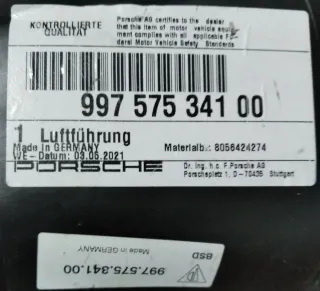 KONTROLLIERTE
QUALITÄT
Porsche AG certifies to the dealer
that this item of motor vehicle equip
ment complies with all applicable Fe
deral Motor Vehicle Safety Standards
997 575 341 00
1 Luftführung
Made in GERMANY
WE - Datum: 03.05.2021
Materialb.: 8056424274
PORSCHE
Dr. Ing. h.c. F.Porsche AG
Porscheplatz 1, D-70435 Stuttgart
997.575.341.00
Made in GERMANY
BSD